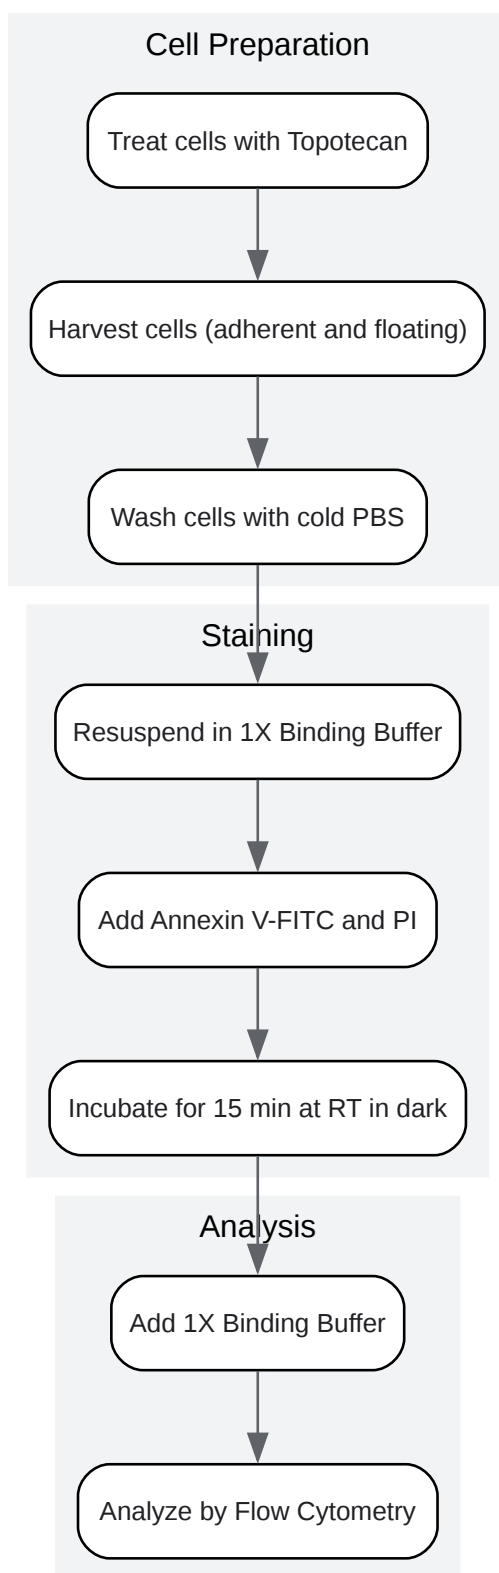 Cell Preparation
Treat cells with Topotecan
Harvest cells (adherent and floating)
Wash cells with cold PBS
Staining
Resuspend in 1X Binding Buffer
Add Annexin V-FITC and PI
Incubate for 15 min at RT in dark
Analysis
Add 1X Binding Buffer
Analyze by Flow Cytometry